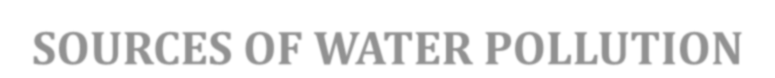 SOURCES OF WATER POLLUTION